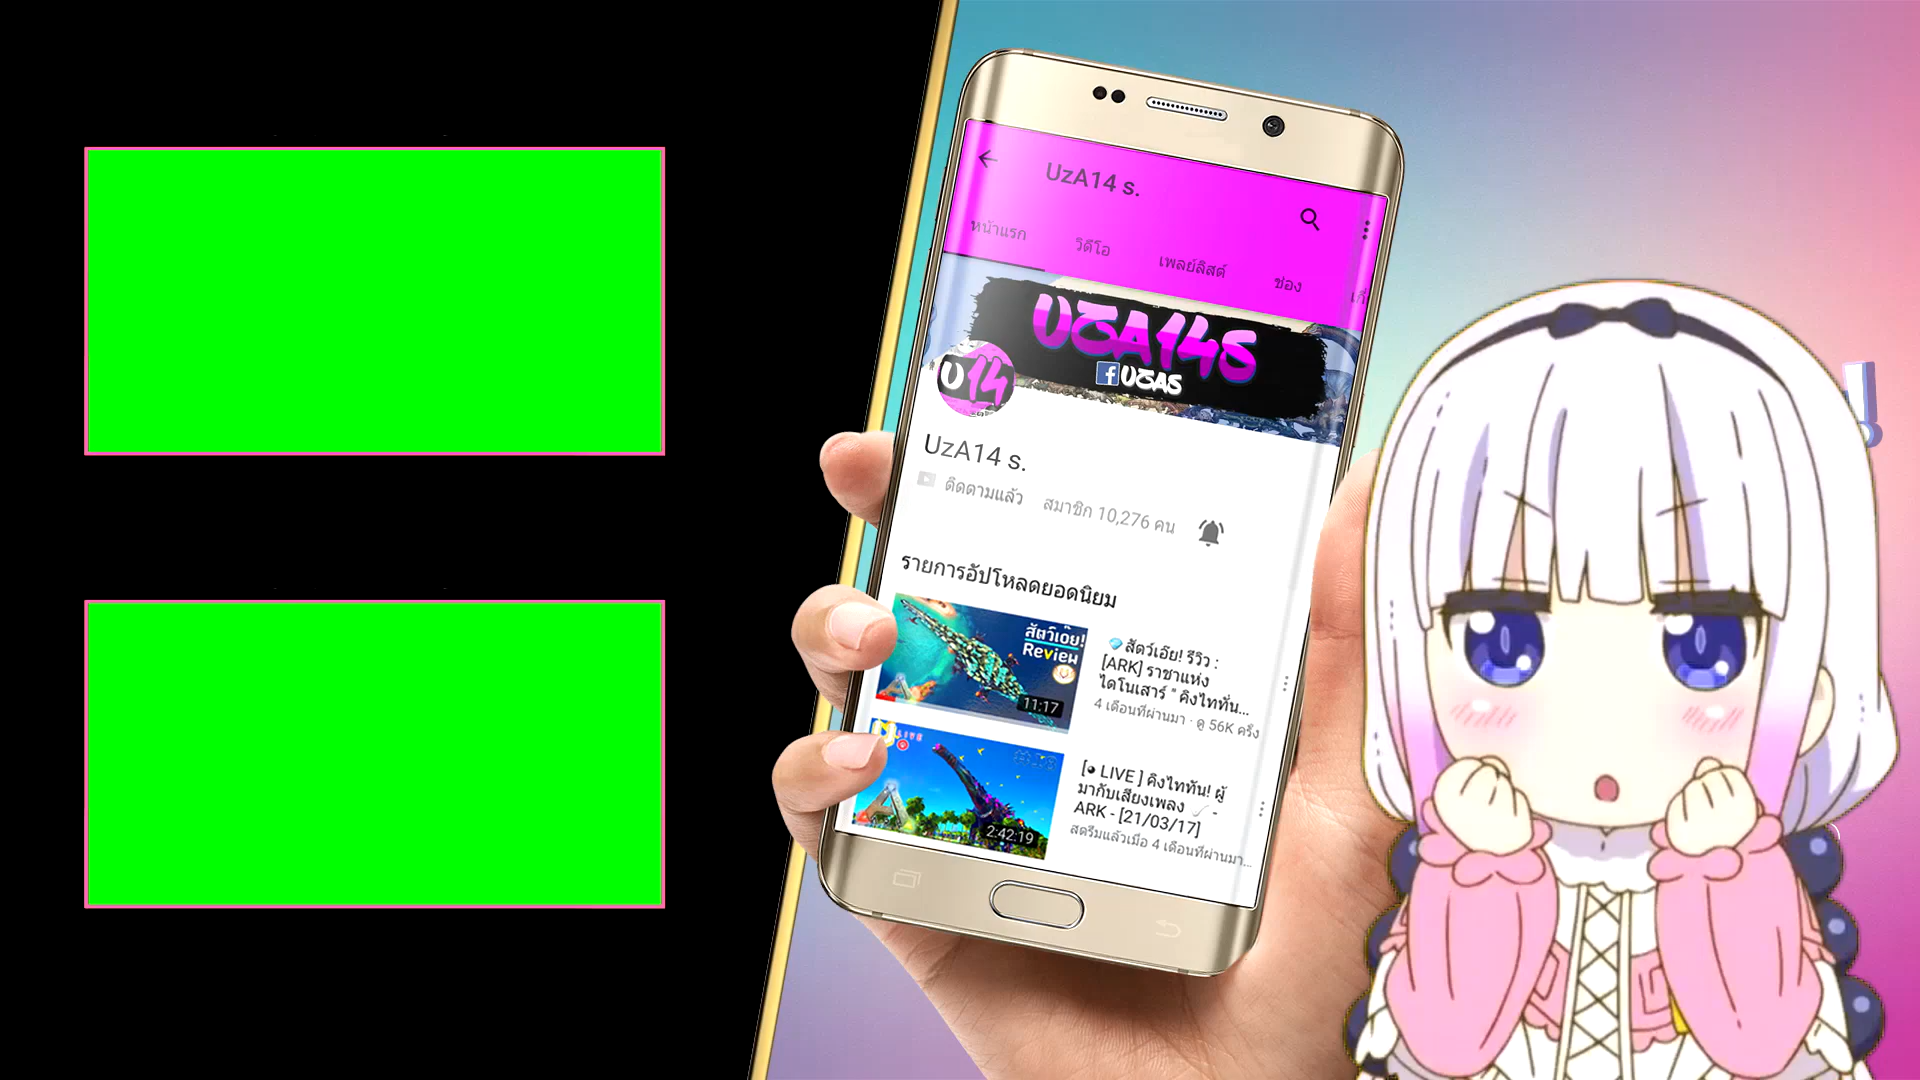 UzA14 s.
หน้าแรก
วิดีโอ
เพลย์ลิสต์
ช่อง
เกี่
UZA14S
f UZAS
U14
UzA14 s.
ติดตามแล้ว สมาชิก 10,276 คน
รายการอัปโหลดยอดนิยม
สัตว์เอ๊ย!
Review
11:17
สัตว์เอ๊ย! รีวิว :
[ARK] ราชาแห่ง
ไดโนเสาร์ " คิงไททั่น...
4 เดือนที่ผ่านมา · ดู 56K ครั้ง
LIVE
2:42:19
[◕ LIVE ] คิงไททัน! ผู้
มากับเสียงเพลง -
ARK - [21/03/17]
สตรีมแล้วเมื่อ 4 เดือนที่ผ่านมา...
!